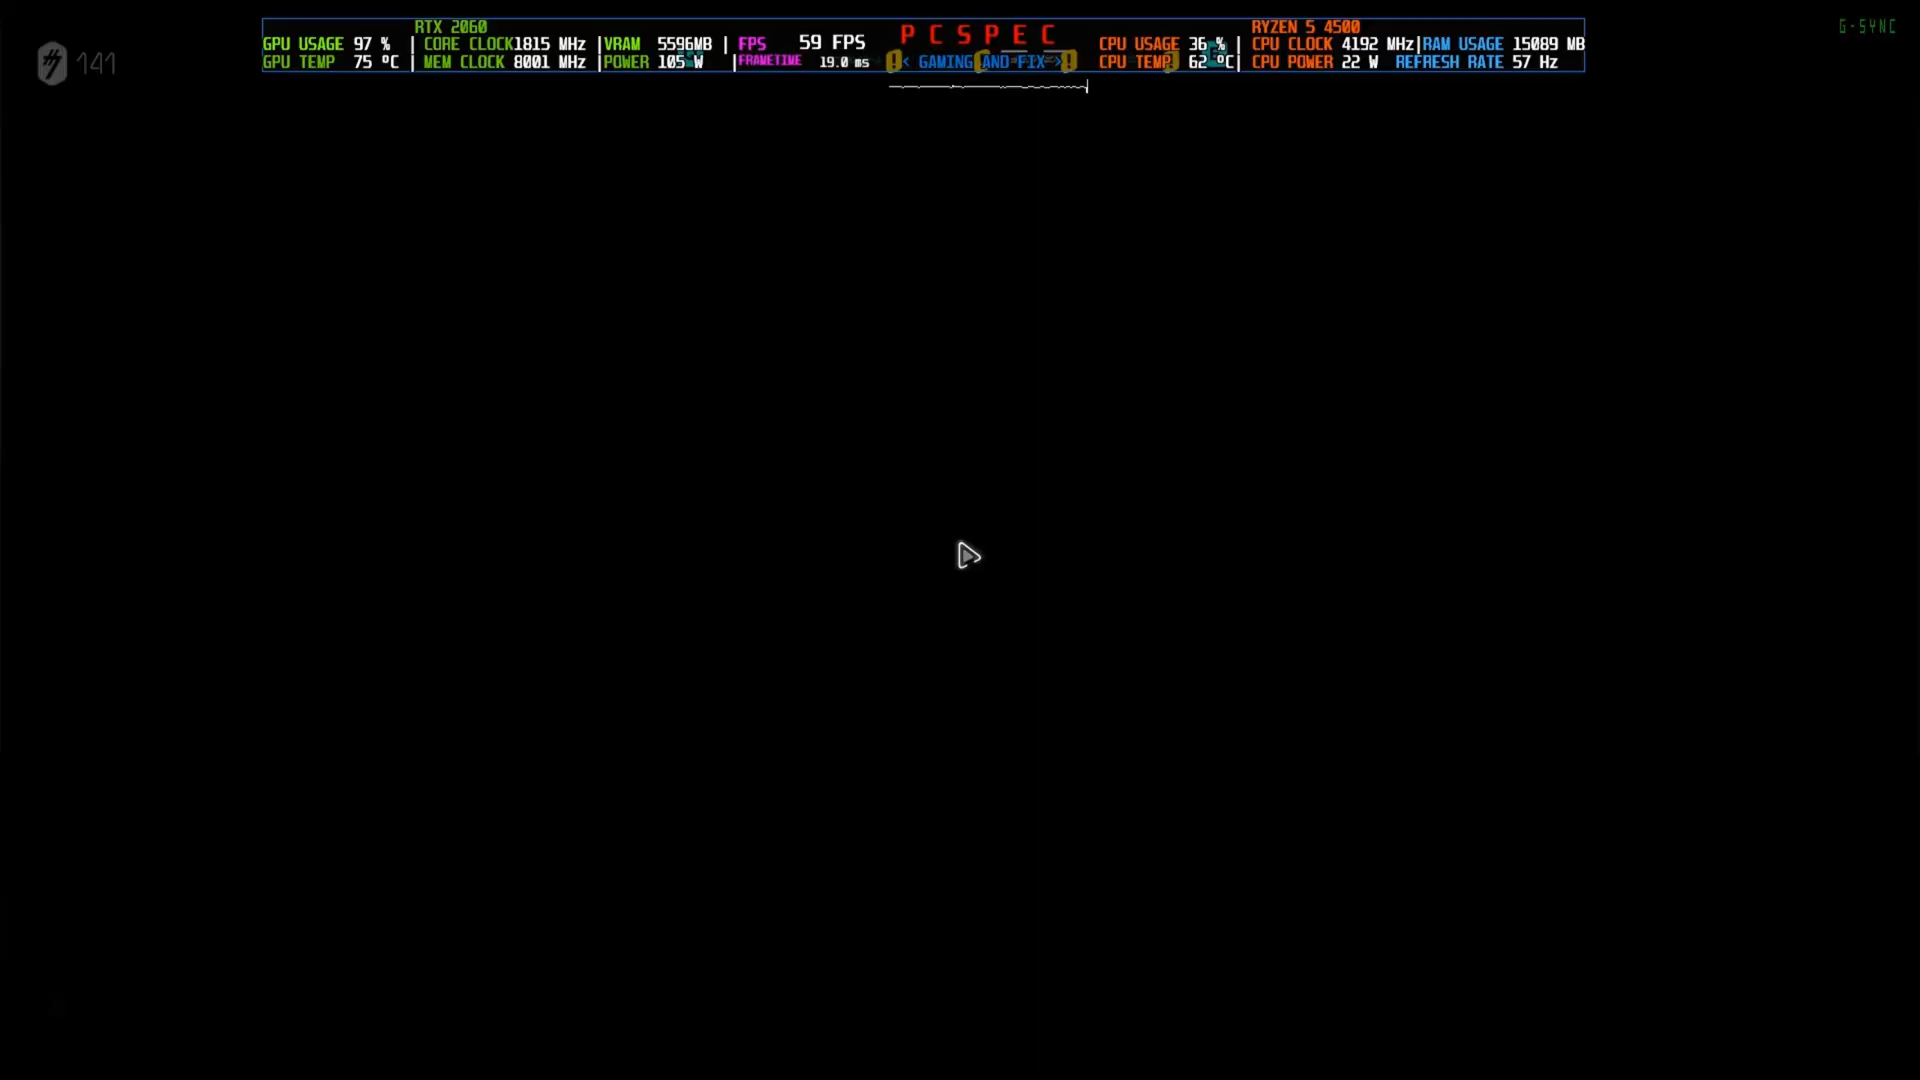 RTX 2060 P C S P E C RYZEN 5 4500 G-SYNC
GPU USAGE 97 % | CORE CLOCK 1815 MHz | VRAM 5596MB | FPS 59 FPS CPU USAGE 36 % | CPU CLOCK 4192 MHz | RAM USAGE 15089 MB
GPU TEMP 75 ºC | MEM CLOCK 8001 MHz | POWER 105 W | FRAMETIME 19.0 ms < GAMING AND FIX > CPU TEMP 62 ºC | CPU POWER 22 W REFRESH RATE 57 Hz
141